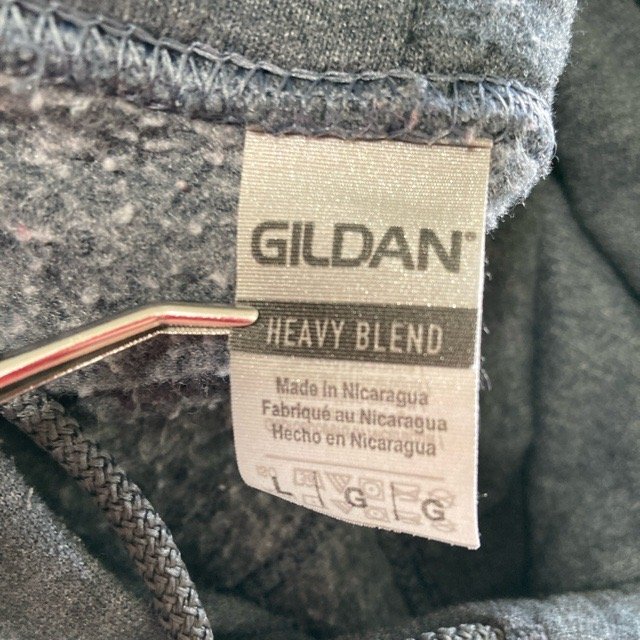 GILDAN
HEAVY BLEND
Made in Nicaragua
Fabriqué au Nicaragua
Hecho en Nicaragua
L | G | G